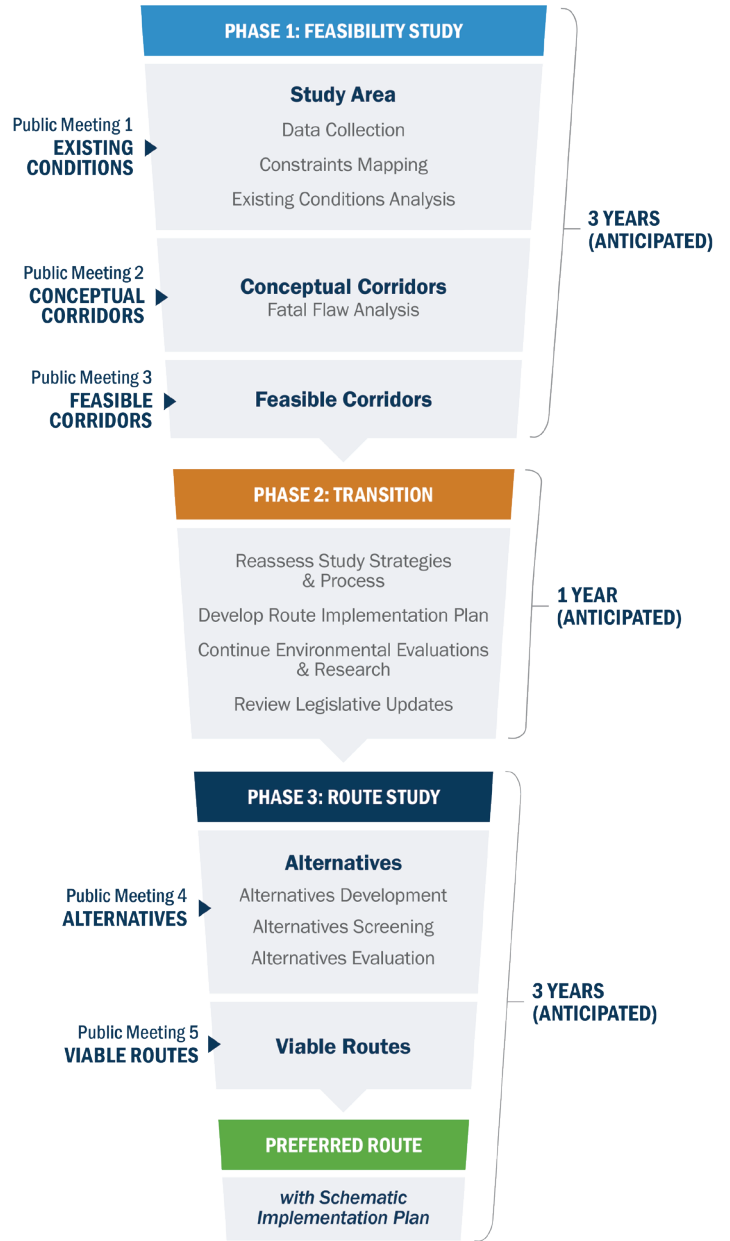 PHASE 1: FEASIBILITY STUDY
Study Area
Data Collection
Constraints Mapping
Existing Conditions Analysis
Public Meeting 1
EXISTING
CONDITIONS
Conceptual Corridors
Fatal Flaw Analysis
Public Meeting 2
CONCEPTUAL
CORRIDORS
Feasible Corridors
Public Meeting 3
FEASIBLE
CORRIDORS
3 YEARS
(ANTICIPATED)
PHASE 2: TRANSITION
Reassess Study Strategies
& Process
Develop Route Implementation Plan
Continue Environmental Evaluations
& Research
Review Legislative Updates
1 YEAR
(ANTICIPATED)
PHASE 3: ROUTE STUDY
Alternatives
Alternatives Development
Alternatives Screening
Alternatives Evaluation
Public Meeting 4
ALTERNATIVES
Viable Routes
Public Meeting 5
VIABLE ROUTES
3 YEARS
(ANTICIPATED)
PREFERRED ROUTE
with Schematic
Implementation Plan